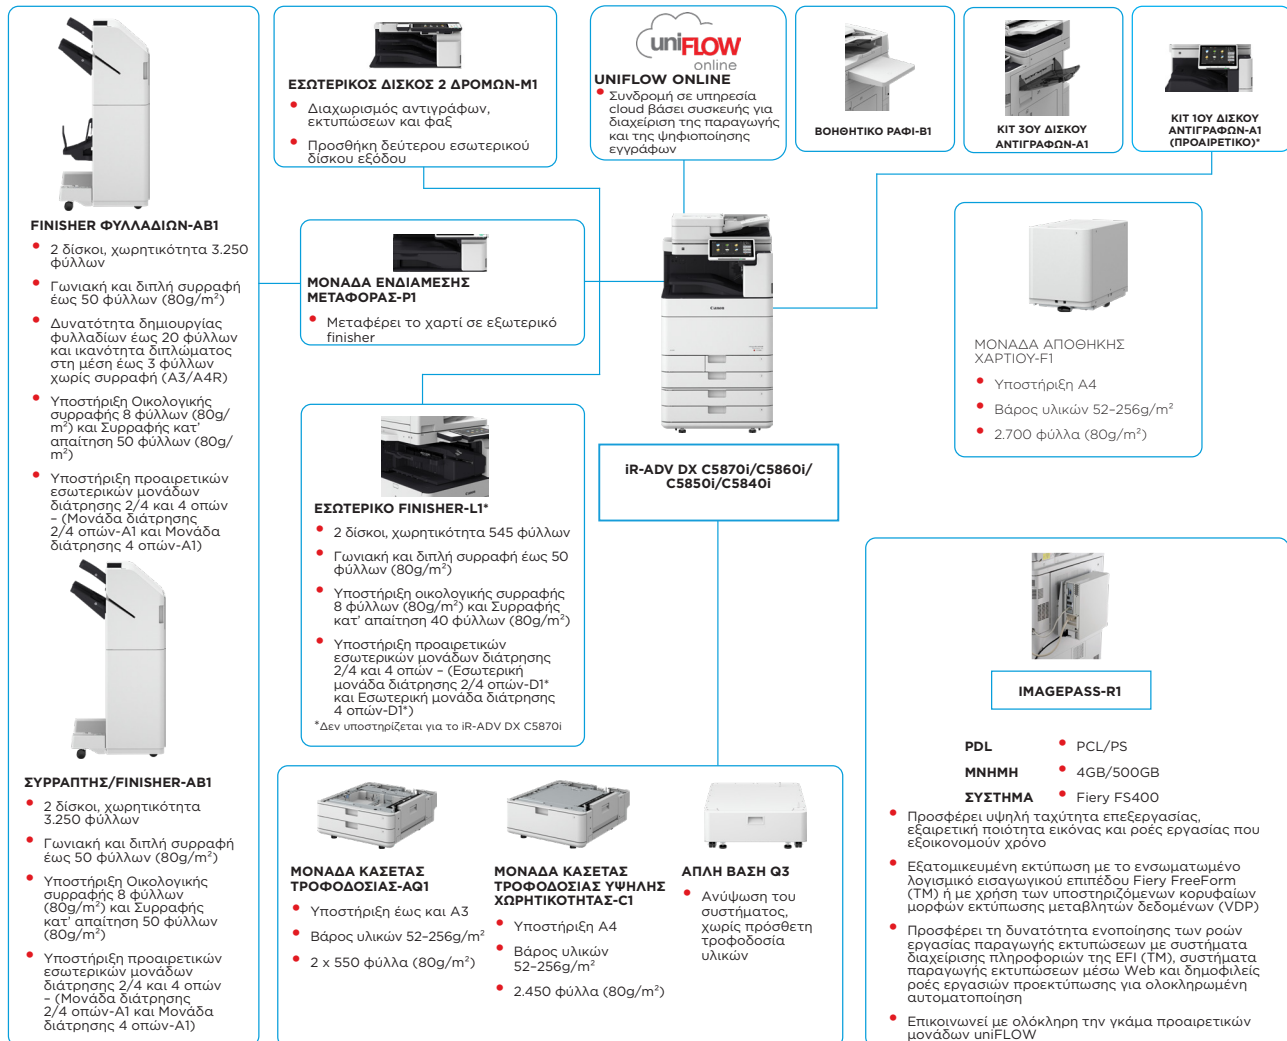 FINISHER ΦΥΛΛΑΔΙΩΝ-AB1
2 δίσκοι, χωρητικότητα 3.250
φύλλων
Γωνιακή και διπλή συρραφή
έως 50 φύλλων (80g/m²)
Δυνατότητα δημιουργίας
φυλλαδίων έως 20 φύλλων
και ικανότητα διπλώματος
στη μέση έως 3 φύλλων
χωρίς συρραφή (A3/A4R)
Υποστήριξη Οικολογικής
συρραφής 8 φύλλων (80g/
m²) και Συρραφής κατ’
απαίτηση 50 φύλλων (80g/
m²)
Υποστήριξη προαιρετικών
εσωτερικών μονάδων
διάτρησης 2/4 και 4 οπών
– (Μονάδα διάτρησης
2/4 οπών-A1 και Μονάδα
διάτρησης 4 οπών-A1)
ΣΥΡΡΑΠΤΗΣ/FINISHER-AB1
2 δίσκοι, χωρητικότητα
3.250 φύλλων
Γωνιακή και διπλή συρραφή
έως 50 φύλλων (80g/m²)
Υποστήριξη Οικολογικής
συρραφής 8 φύλλων
(80g/m²) και Συρραφής
κατ’ απαίτηση 50 φύλλων
(80g/m²)
Υποστήριξη προαιρετικών
εσωτερικών μονάδων
διάτρησης 2/4 και 4 οπών
– (Μονάδα διάτρησης
2/4 οπών-A1 και Μονάδα
διάτρησης 4 οπών-A1)
ΕΣΩΤΕΡΙΚΟΣ ΔΙΣΚΟΣ 2 ΔΡΟΜΩΝ-M1
Διαχωρισμός αντιγράφων,
εκτυπώσεων και φαξ
Προσθήκη δεύτερου εσωτερικού
δίσκου εξόδου
uniFLOW
online
UNIFLOW ONLINE
Συνδρομή σε υπηρεσία
cloud βάσει συσκευής για
διαχείριση της παραγωγής
και της ψηφιοποίησης
εγγράφων
ΒΟΗΘΗΤΙΚΟ ΡΑΦΙ-B1
ΚΙΤ 3ΟΥ ΔΙΣΚΟΥ
ΑΝΤΙΓΡΑΦΩΝ-A1
ΚΙΤ 1ΟΥ ΔΙΣΚΟΥ
ΑΝΤΙΓΡΑΦΩΝ-A1
(ΠΡΟΑΙΡΕΤΙΚΟ)*
ΜΟΝΑΔΑ ΕΝΔΙΑΜΕΣΗΣ
ΜΕΤΑΦΟΡΑΣ-P1
Μεταφέρει το χαρτί σε εξωτερικό
finisher
Canon
ΜΟΝΑΔΑ ΑΠΟΘΗΚΗΣ
ΧΑΡΤΙΟΥ-F1
Υποστήριξη A4
Βάρος υλικών 52–256g/m²
2.700 φύλλα (80g/m²)
ΕΣΩΤΕΡΙΚΟ FINISHER-L1*
2 δίσκοι, χωρητικότητα 545 φύλλων
Γωνιακή και διπλή συρραφή έως 50
φύλλων (80g/m²)
Υποστήριξη οικολογικής συρραφής
8 φύλλων (80g/m²) και Συρραφής
κατ’ απαίτηση 40 φύλλων (80g/m²)
Υποστήριξη προαιρετικών
εσωτερικών μονάδων διάτρησης
2/4 και 4 οπών – (Εσωτερική
μονάδα διάτρησης 2/4 οπών-D1*
και Εσωτερική μονάδα διάτρησης
4 οπών-D1*)
*Δεν υποστηρίζεται για το iR-ADV DX C5870i
iR-ADV DX C5870i/C5860i/
C5850i/C5840i
ΜΟΝΑΔΑ ΚΑΣΕΤΑΣ
ΤΡΟΦΟΔΟΣΙΑΣ-AQ1
Υποστήριξη έως και A3
Βάρος υλικών 52–256g/m²
2 x 550 φύλλα (80g/m²)
ΜΟΝΑΔΑ ΚΑΣΕΤΑΣ
ΤΡΟΦΟΔΟΣΙΑΣ ΥΨΗΛΗΣ
ΧΩΡΗΤΙΚΟΤΗΤΑΣ-C1
Υποστήριξη A4
Βάρος υλικών
52–256g/m²
2.450 φύλλα (80g/m²)
ΑΠΛΗ ΒΑΣΗ Q3
Ανύψωση του
συστήματος,
χωρίς πρόσθετη
τροφοδοσία
υλικών
IMAGEPASS-R1
PDL PCL/PS
ΜΝΗΜΗ 4GB/500GB
ΣΥΣΤΗΜΑ Fiery FS400
Προσφέρει υψηλή ταχύτητα επεξεργασίας,
εξαιρετική ποιότητα εικόνας και ροές εργασίας που
εξοικονομούν χρόνο
Εξατομικευμένη εκτύπωση με το ενσωματωμένο
λογισμικό εισαγωγικού επιπέδου Fiery FreeForm
(TM) ή με χρήση των υποστηριζόμενων κορυφαίων
μορφών εκτύπωσης μεταβλητών δεδομένων (VDP)
Προσφέρει τη δυνατότητα ενοποίησης των ροών
εργασίας παραγωγής εκτυπώσεων με συστήματα
διαχείρισης πληροφοριών της EFI (TM), συστήματα
παραγωγής εκτυπώσεων μέσω Web και δημοφιλείς
ροές εργασιών προεκτύπωσης για ολοκληρωμένη
αυτοματοποίηση
Επικοινωνεί με ολόκληρη την γκάμα προαιρετικών
μονάδων uniFLOW